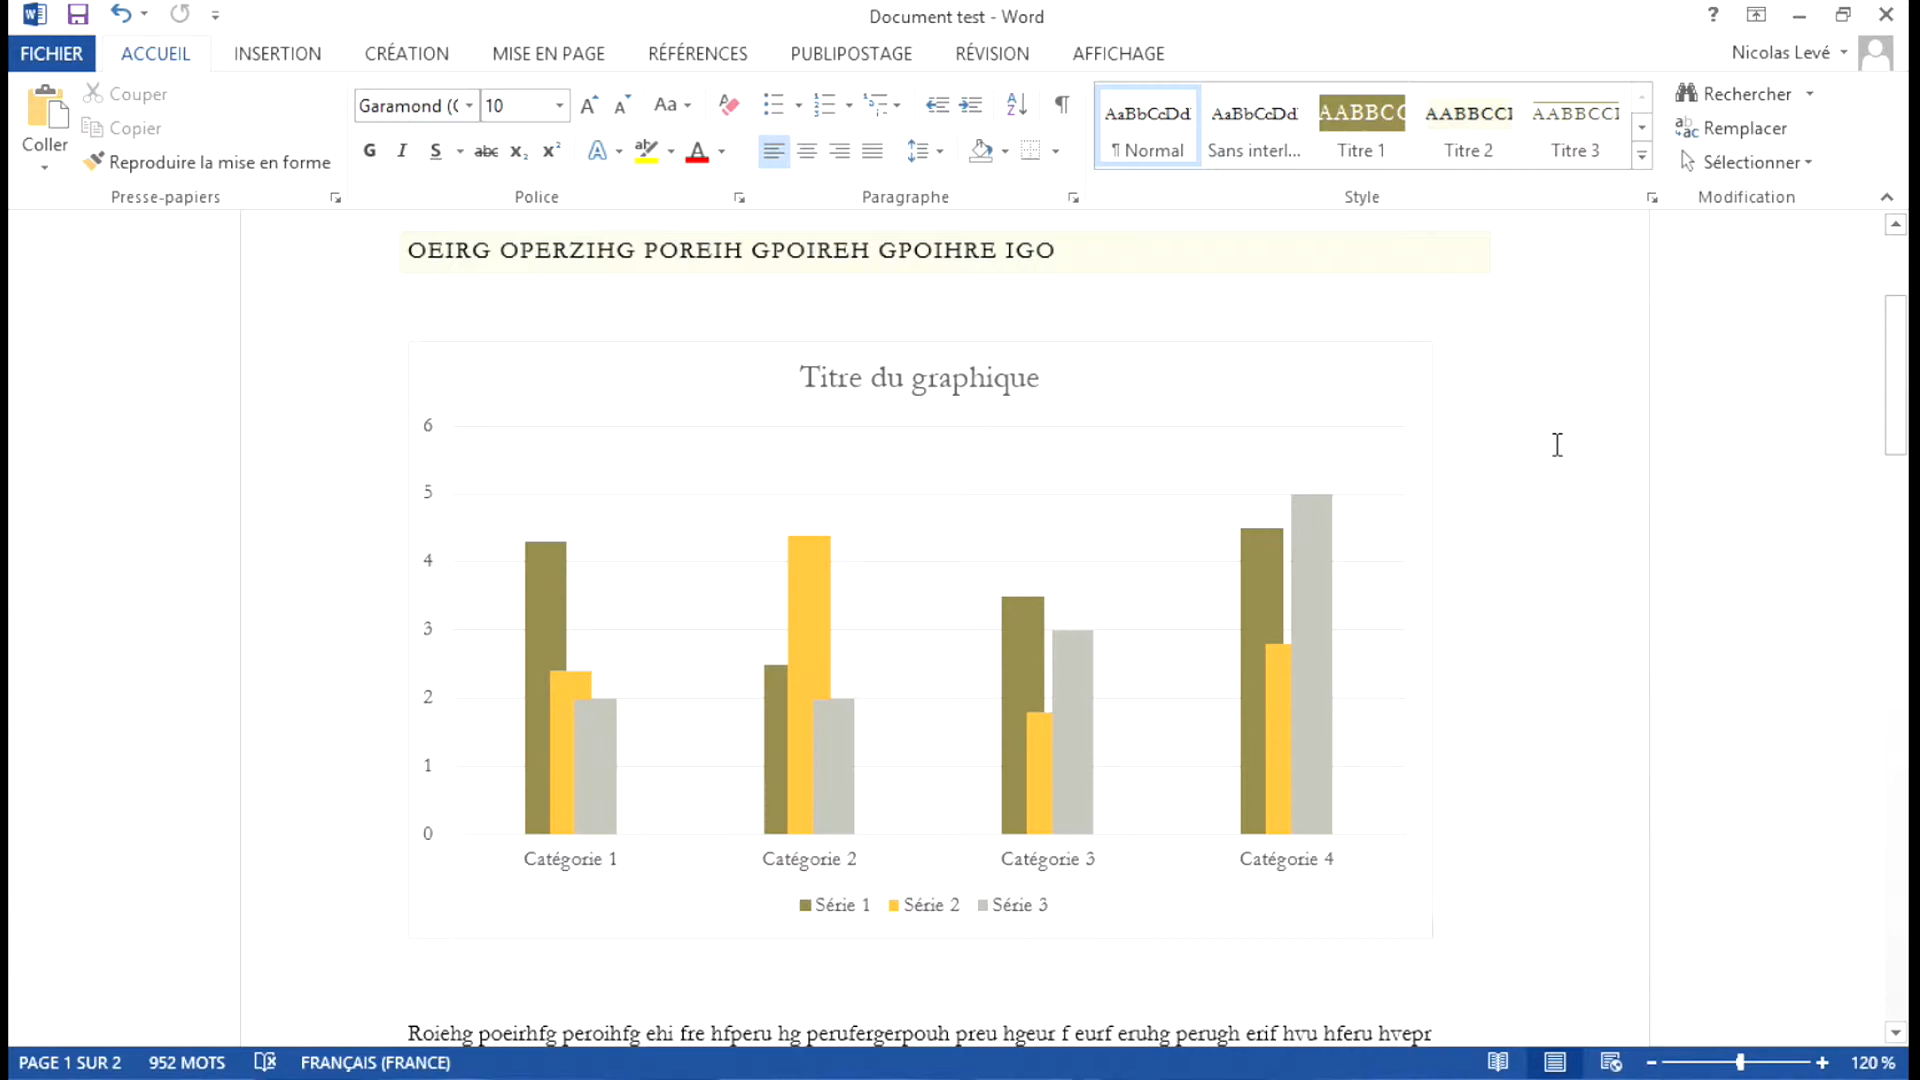 Document test - Word
?
FICHIER ACCUEIL INSERTION CRÉATION MISE EN PAGE RÉFÉRENCES PUBLIPOSTAGE RÉVISION AFFICHAGE Nicolas Levé
Coller
Couper
Copier
Reproduire la mise en forme
Presse-papiers
Garamond (( 10 A A Aa
G I S abc x₂ x² A ab A
Police
A Z ¶
Paragraphe
AaBbCcDd AaBbCcDd AABBCC AABBCCI AABBCCI
¶ Normal Sans interl... Titre 1 Titre 2 Titre 3
Style
Rechercher
Remplacer
Sélectionner
Modification
OEIRG OPERZIHG POREIH GPOIREH GPOIHRE IGO
Titre du graphique
6
5
4
3
2
1
0
Catégorie 1 Catégorie 2 Catégorie 3 Catégorie 4
Série 1 Série 2 Série 3
Roiehg poeirhfg peroihfg ehi fre hfperu hg perufergerpouh preu hgeur f eurf eruhg perugh erif hvu hferu hvepr
PAGE 1 SUR 2 952 MOTS FRANÇAIS (FRANCE) 120 %